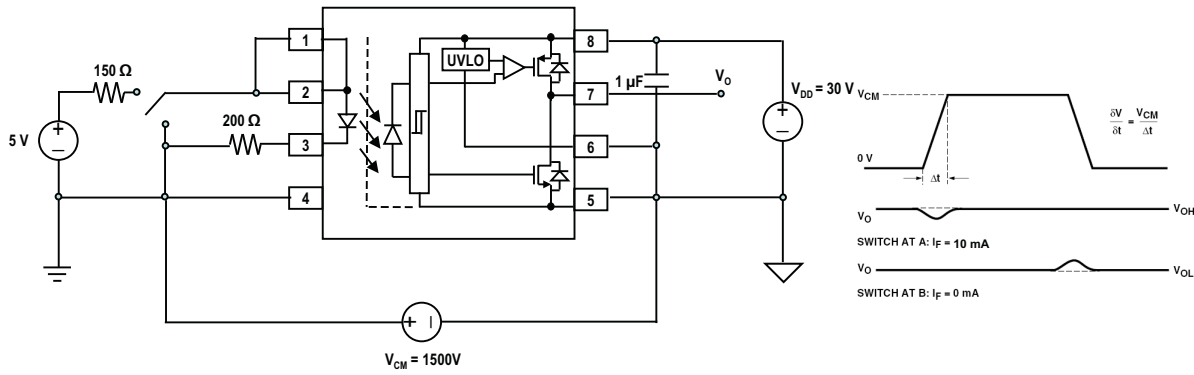 1
8
150 Ω
UVLO
1 µF
V_O
2
7
V_DD = 30 V
5 V
200 Ω
3
6
4
5
V_CM = 1500V
V_CM
δV/δt = V_CM/Δt
0 V
Δt
V_O
V_OH
SWITCH AT A: I_F = 10 mA
V_O
V_OL
SWITCH AT B: I_F = 0 mA